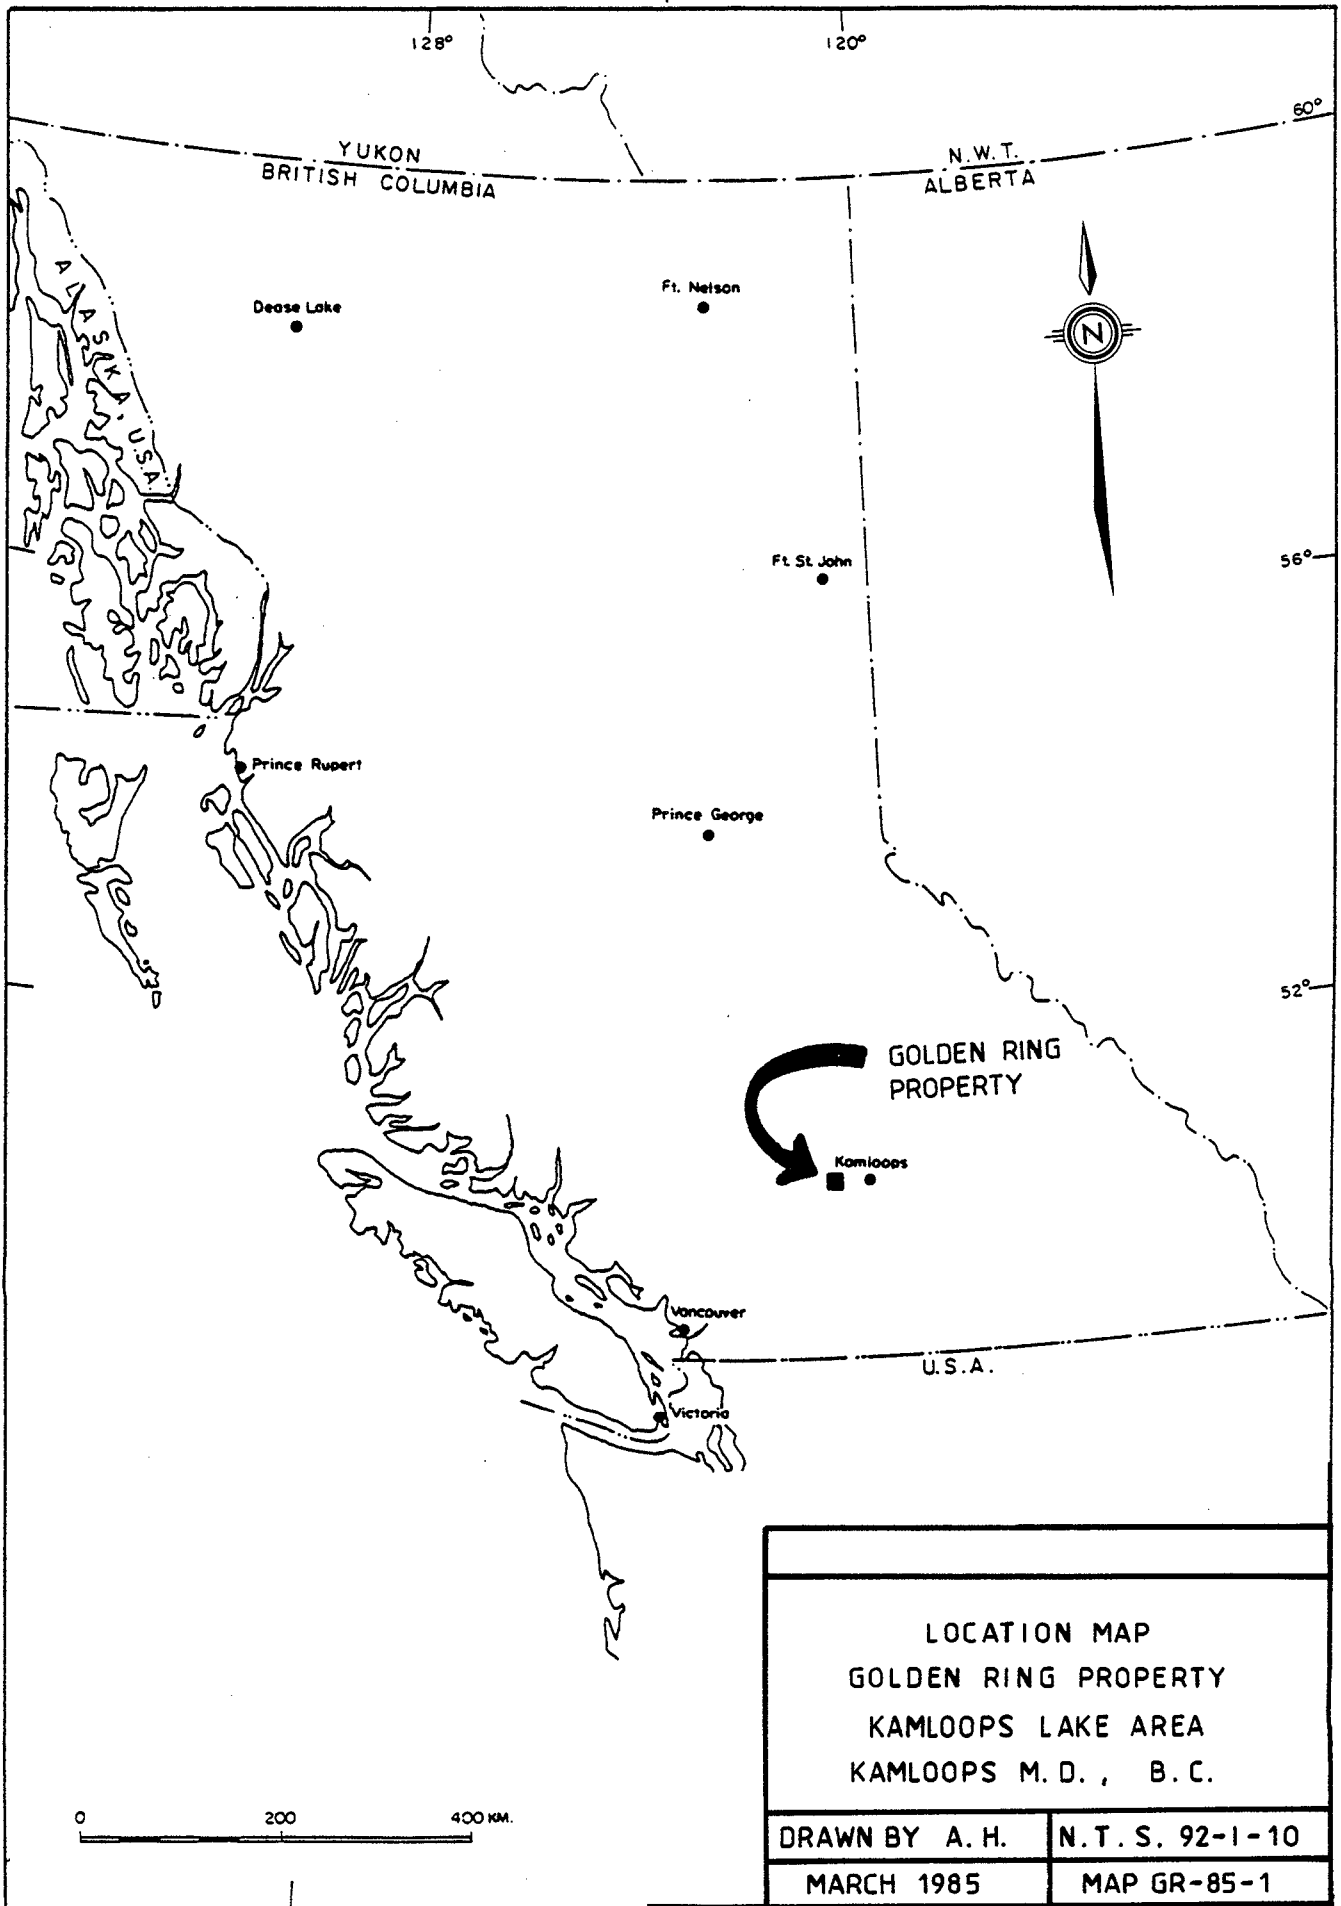 128°
120°
60°
YUKON
BRITISH COLUMBIA
N.W.T.
ALBERTA
ALASKA, U.S.A.
Dease Lake
Ft. Nelson
N
Ft. St. John
56°
Prince Rupert
Prince George
52°
GOLDEN RING
PROPERTY
Kamloops
Vancouver
U.S.A.
Victoria
LOCATION MAP
GOLDEN RING PROPERTY
KAMLOOPS LAKE AREA
KAMLOOPS M.D., B.C.
0 200 400 KM.
DRAWN BY A.H.
N.T.S. 92-I-10
MARCH 1985
MAP GR-85-1